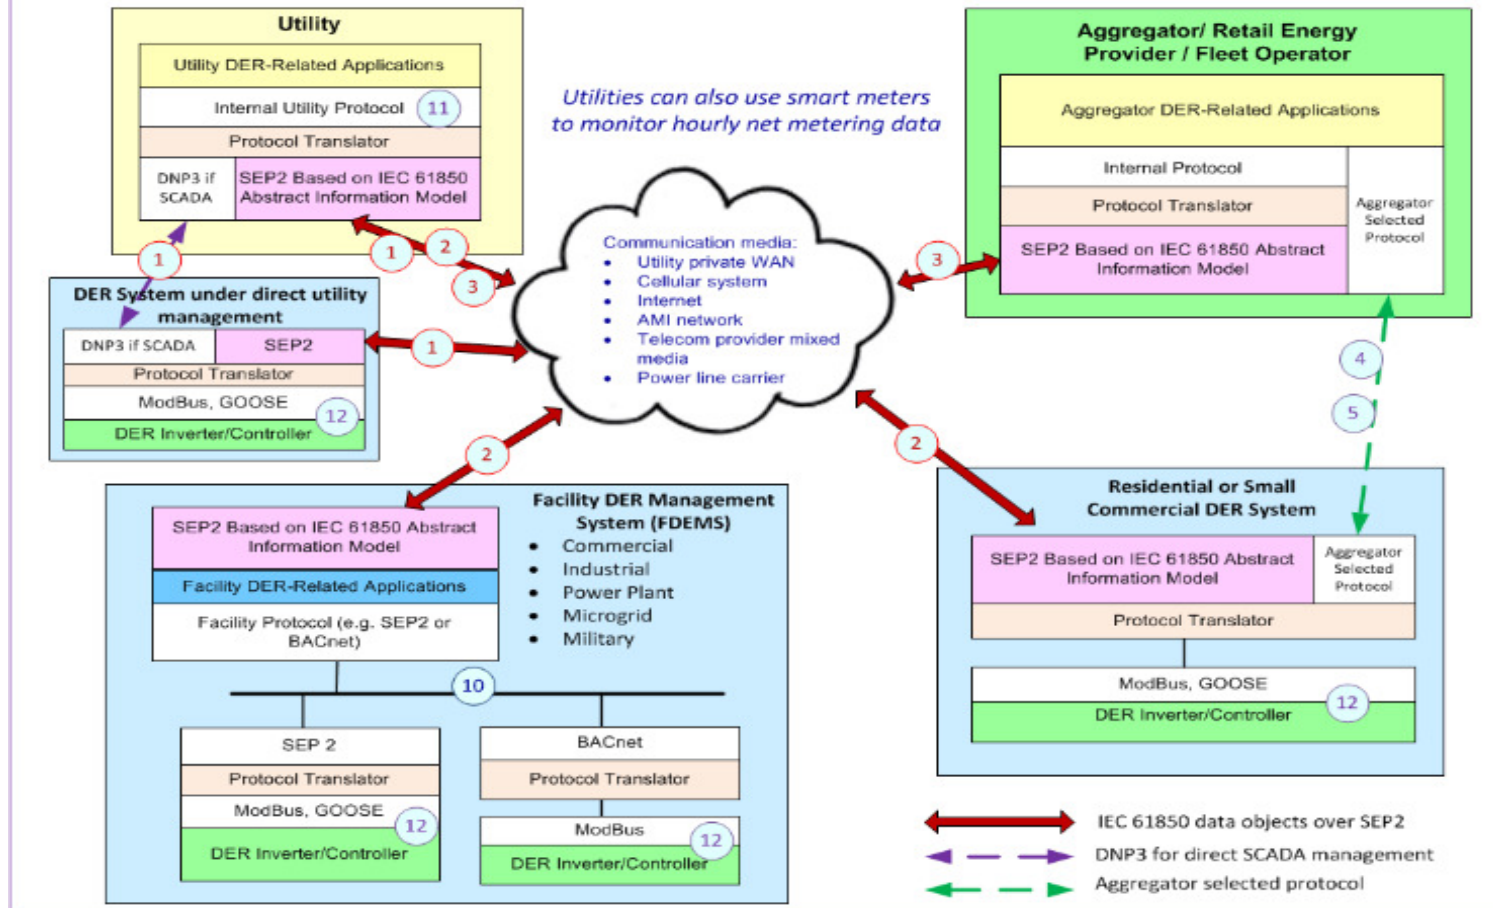 Utility
Utility DER-Related Applications
Internal Utility Protocol
11
Protocol Translator
DNP3 if
SCADA
SEP2 Based on IEC 61850
Abstract Information Model
Utilities can also use smart meters
to monitor hourly net metering data
Aggregator/ Retail Energy
Provider / Fleet Operator
Aggregator DER-Related Applications
Internal Protocol
Protocol Translator
SEP2 Based on IEC 61850 Abstract
Information Model
Aggregator
Selected
Protocol
1
1
2
3
3
Communication media:
• Utility private WAN
• Cellular system
• Internet
• AMI network
• Telecom provider mixed
media
• Power line carrier
DER System under direct utility
management
DNP3 if SCADA
SEP2
Protocol Translator
ModBus, GOOSE
12
DER Inverter/Controller
1
2
2
4
5
Facility DER Management
System (FDEMS)
• Commercial
• Industrial
• Power Plant
• Microgrid
• Military
SEP2 Based on IEC 61850 Abstract
Information Model
Facility DER-Related Applications
Facility Protocol (e.g. SEP2 or
BACnet)
10
SEP 2
Protocol Translator
ModBus, GOOSE
12
DER Inverter/Controller
BACnet
Protocol Translator
ModBus
12
DER Inverter/Controller
Residential or Small
Commercial DER System
SEP2 Based on IEC 61850 Abstract
Information Model
Aggregator
Selected
Protocol
Protocol Translator
ModBus, GOOSE
12
DER Inverter/Controller
IEC 61850 data objects over SEP2
DNP3 for direct SCADA management
Aggregator selected protocol